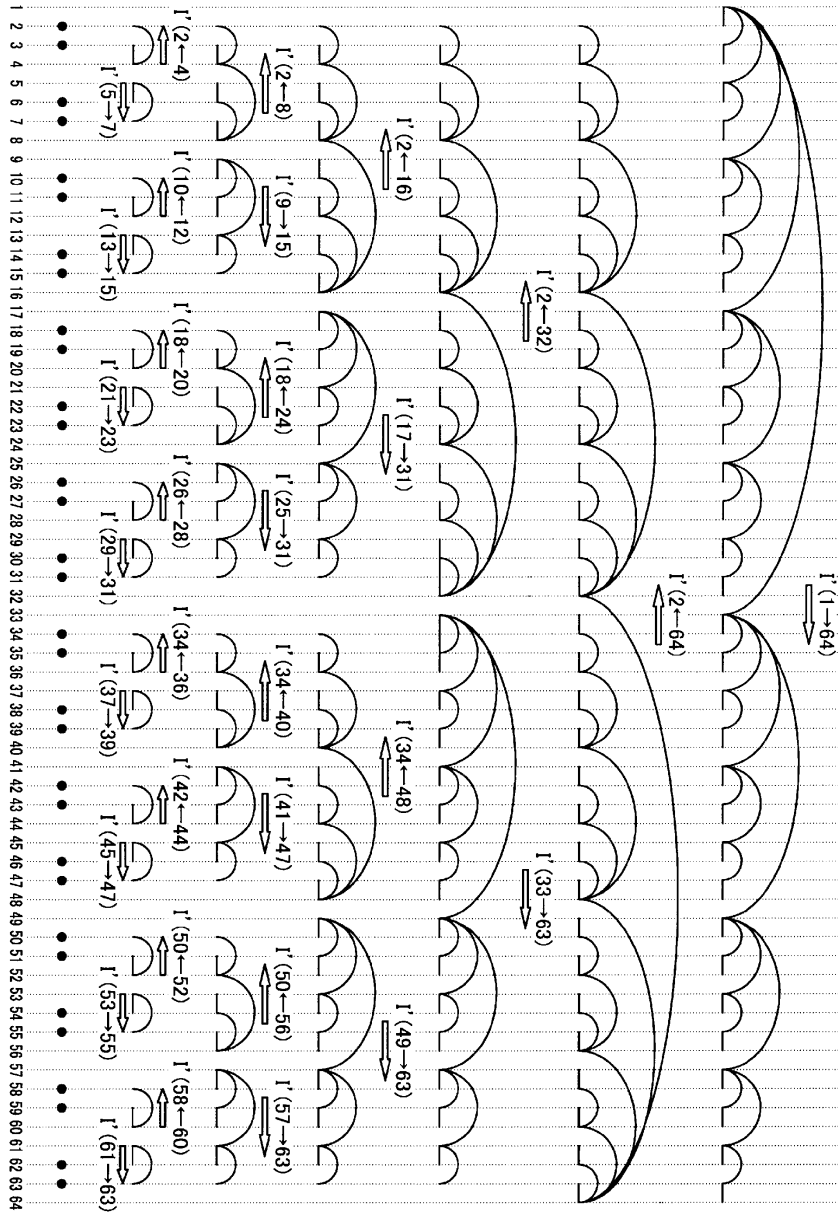 1 2 3 4 5 6 7 8 9 10 11 12 13 14 15 16 17 18 19 20 21 22 23 24 25 26 27 28 29 30 31 32 33 34 35 36 37 38 39 40 41 42 43 44 45 46 47 48 49 50 51 52 53 54 55 56 57 58 59 60 61 62 63 64
I'(5→7) I'(13→15) I'(21→23) I'(29→31) I'(37→39) I'(45→47) I'(53→55) I'(61→63)
I'(2←4) I'(10←12) I'(18←20) I'(26←28) I'(34←36) I'(42←44) I'(50←52) I'(58←60)
I'(2←8) I'(9→15) I'(18←24) I'(25→31) I'(34←40) I'(41→47) I'(50←56) I'(57→63)
I'(2←16) I'(17→31) I'(34←48) I'(49→63)
I'(2←32) I'(33→63)
I'(2←64)
I'(1→64)